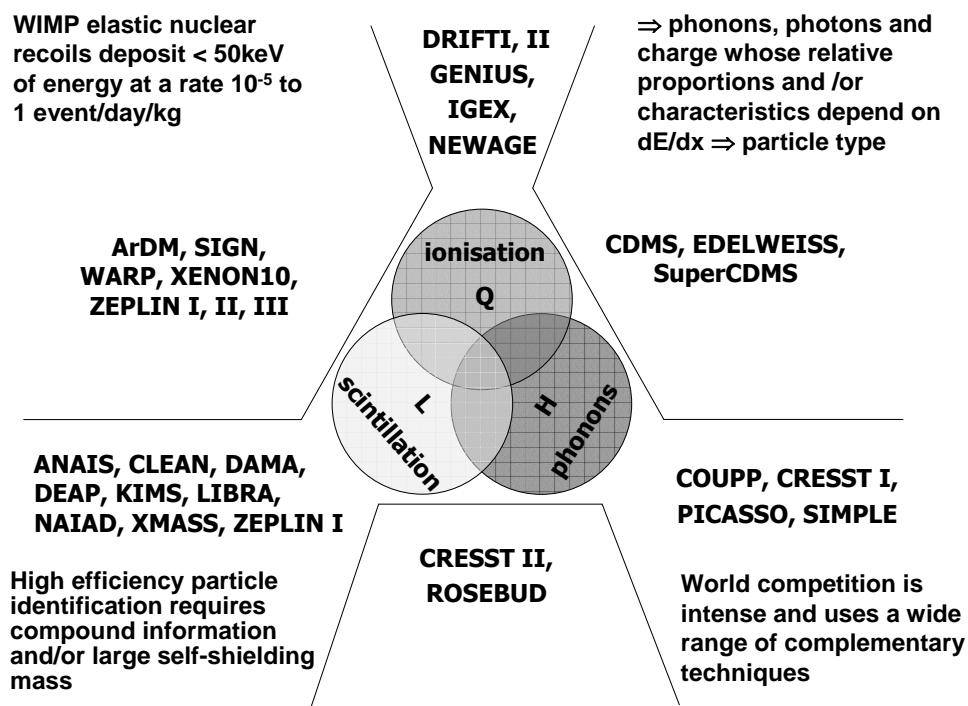 WIMP elastic nuclear
recoils deposit < 50keV
of energy at a rate 10⁻⁵ to
1 event/day/kg
DRIFTI, II
GENIUS,
IGEX,
NEWAGE
⇒ phonons, photons and
charge whose relative
proportions and /or
characteristics depend on
dE/dx ⇒ particle type
ArDM, SIGN,
WARP, XENON10,
ZEPLIN I, II, III
ionisation
Q
CDMS, EDELWEISS,
SuperCDMS
L
scintillation
H
phonons
ANAIS, CLEAN, DAMA,
DEAP, KIMS, LIBRA,
NAIAD, XMASS, ZEPLIN I
COUPP, CRESST I,
PICASSO, SIMPLE
CRESST II,
ROSEBUD
High efficiency particle
identification requires
compound information
and/or large self-shielding
mass
World competition is
intense and uses a wide
range of complementary
techniques